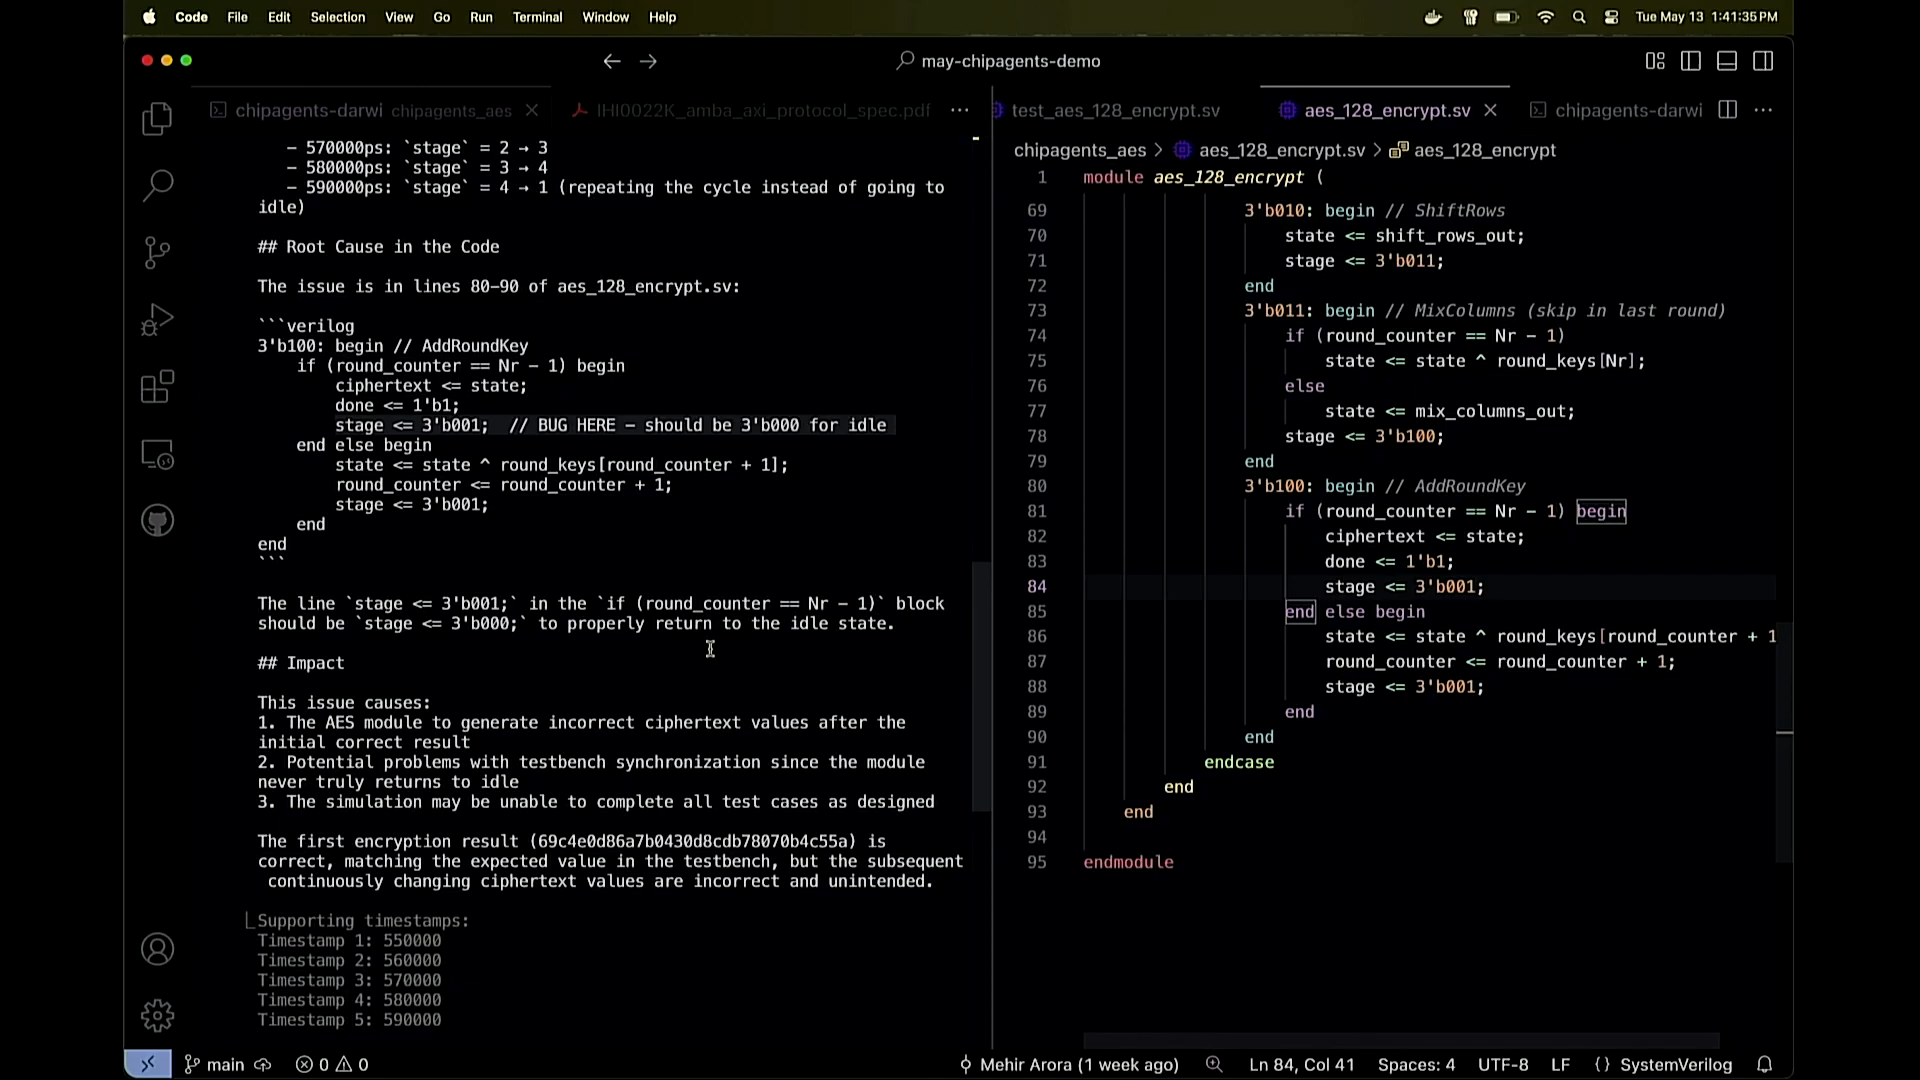 Code File Edit Selection View Go Run Terminal Window Help Tue May 13 1:41:35 PM
may-chipagents-demo
chipagents-darwi chipagents_aes IHI0022K_amba_axi_protocol_spec.pdf ··· test_aes_128_encrypt.sv aes_128_encrypt.sv chipagents-darwi ···
- 570000ps: `stage` = 2 → 3
- 580000ps: `stage` = 3 → 4
- 590000ps: `stage` = 4 → 1 (repeating the cycle instead of going to
idle)
## Root Cause in the Code
The issue is in lines 80-90 of aes_128_encrypt.sv:
```verilog
3'b100: begin // AddRoundKey
if (round_counter == Nr - 1) begin
ciphertext <= state;
done <= 1'b1;
stage <= 3'b001;  // BUG HERE - should be 3'b000 for idle
end else begin
state <= state ^ round_keys[round_counter + 1];
round_counter <= round_counter + 1;
stage <= 3'b001;
end
end
```
The line `stage <= 3'b001;` in the `if (round_counter == Nr - 1)` block
should be `stage <= 3'b000;` to properly return to the idle state.
## Impact
This issue causes:
1. The AES module to generate incorrect ciphertext values after the
initial correct result
2. Potential problems with testbench synchronization since the module
never truly returns to idle
3. The simulation may be unable to complete all test cases as designed
The first encryption result (69c4e0d86a7b0430d8cdb78070b4c55a) is
correct, matching the expected value in the testbench, but the subsequent
continuously changing ciphertext values are incorrect and unintended.
Supporting timestamps:
Timestamp 1: 550000
Timestamp 2: 560000
Timestamp 3: 570000
Timestamp 4: 580000
Timestamp 5: 590000
chipagents_aes > aes_128_encrypt.sv > aes_128_encrypt
1 module aes_128_encrypt (
69 3'b010: begin // ShiftRows
70 state <= shift_rows_out;
71 stage <= 3'b011;
72 end
73 3'b011: begin // MixColumns (skip in last round)
74 if (round_counter == Nr - 1)
75 state <= state ^ round_keys[Nr];
76 else
77 state <= mix_columns_out;
78 stage <= 3'b100;
79 end
80 3'b100: begin // AddRoundKey
81 if (round_counter == Nr - 1) begin
82 ciphertext <= state;
83 done <= 1'b1;
84 stage <= 3'b001;
85 end else begin
86 state <= state ^ round_keys[round_counter + 1
87 round_counter <= round_counter + 1;
88 stage <= 3'b001;
89 end
90 end
91 endcase
92 end
93 end
94
95 endmodule
main 0 0 Mehir Arora (1 week ago) Ln 84, Col 41 Spaces: 4 UTF-8 LF {} SystemVerilog